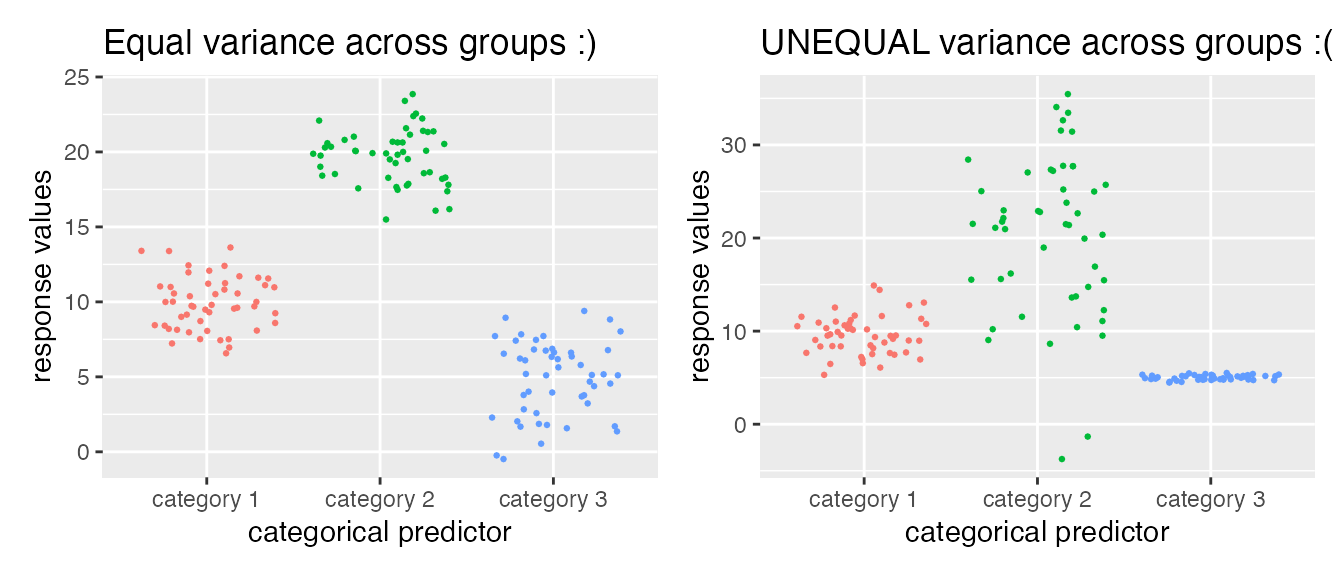 Equal variance across groups :)
25
20
15
10
5
0
response values
category 1 category 2 category 3
categorical predictor
UNEQUAL variance across groups :(
30
20
10
0
response values
category 1 category 2 category 3
categorical predictor